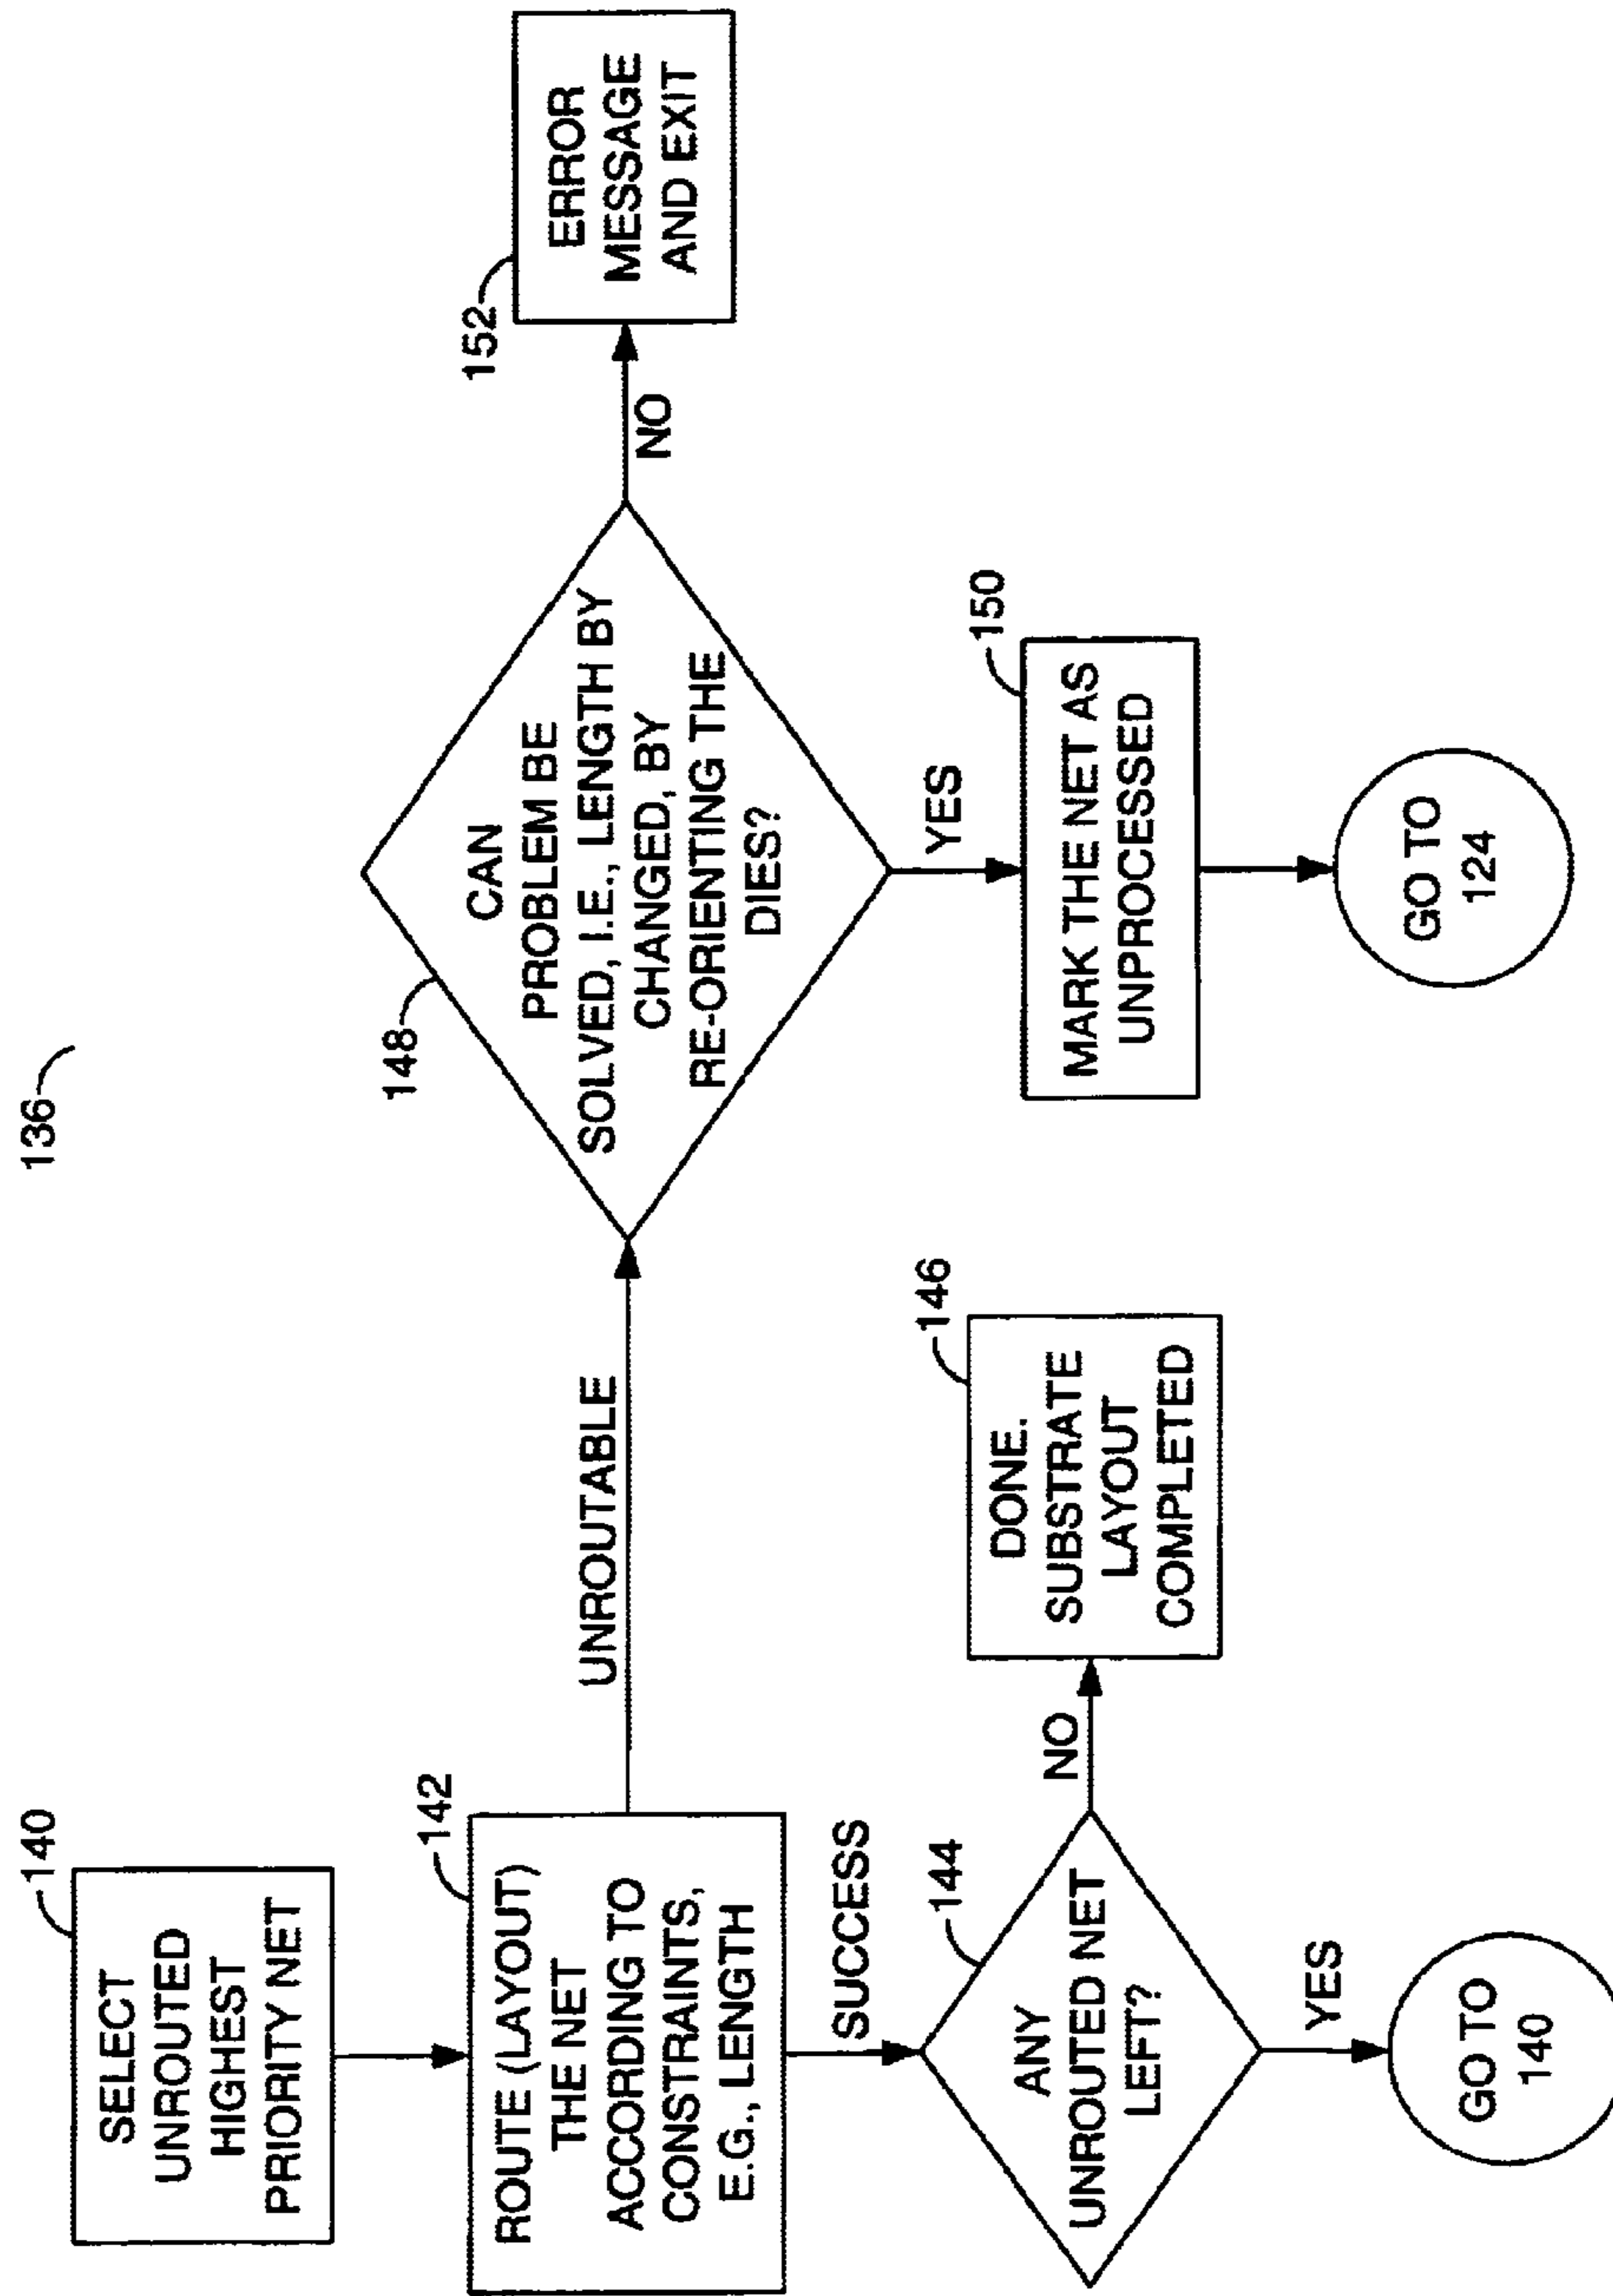 136
140
SELECT
UNROUTED
HIGHEST
PRIORITY NET
142
ROUTE (LAYOUT)
THE NET
ACCORDING TO
CONSTRAINTS,
E.G., LENGTH
UNROUTABLE
148
CAN
PROBLEM BE
SOLVED, I.E., LENGTH BY
CHANGED, BY
RE-ORIENTING THE
DIES?
NO
152
ERROR
MESSAGE
AND EXIT
SUCCESS
144
ANY
UNROUTED NET
LEFT?
NO
146
DONE.
SUBSTRATE
LAYOUT
COMPLETED
YES
150
MARK THE NET AS
UNPROCESSED
YES
GO TO
140
GO TO
124